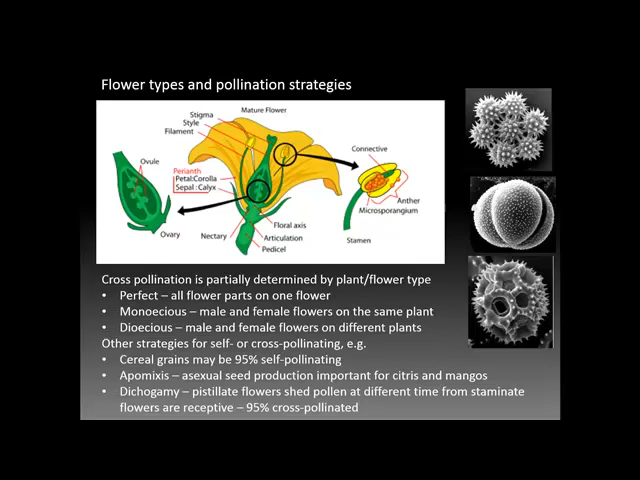 Flower types and pollination strategies
Mature Flower
Stigma
Style
Filament
Connective
Ovule
Perianth
Petal:Corolla
Sepal:Calyx
Anther
Microsporangium
Floral axis
Ovary
Nectary
Articulation
Stamen
Pedicel
Cross pollination is partially determined by plant/flower type
• Perfect – all flower parts on one flower
• Monoecious – male and female flowers on the same plant
• Dioecious – male and female flowers on different plants
Other strategies for self- or cross-pollinating, e.g.
• Cereal grains may be 95% self-pollinating
• Apomixis – asexual seed production important for citris and mangos
• Dichogamy – pistillate flowers shed pollen at different time from staminate
flowers are receptive – 95% cross-pollinated